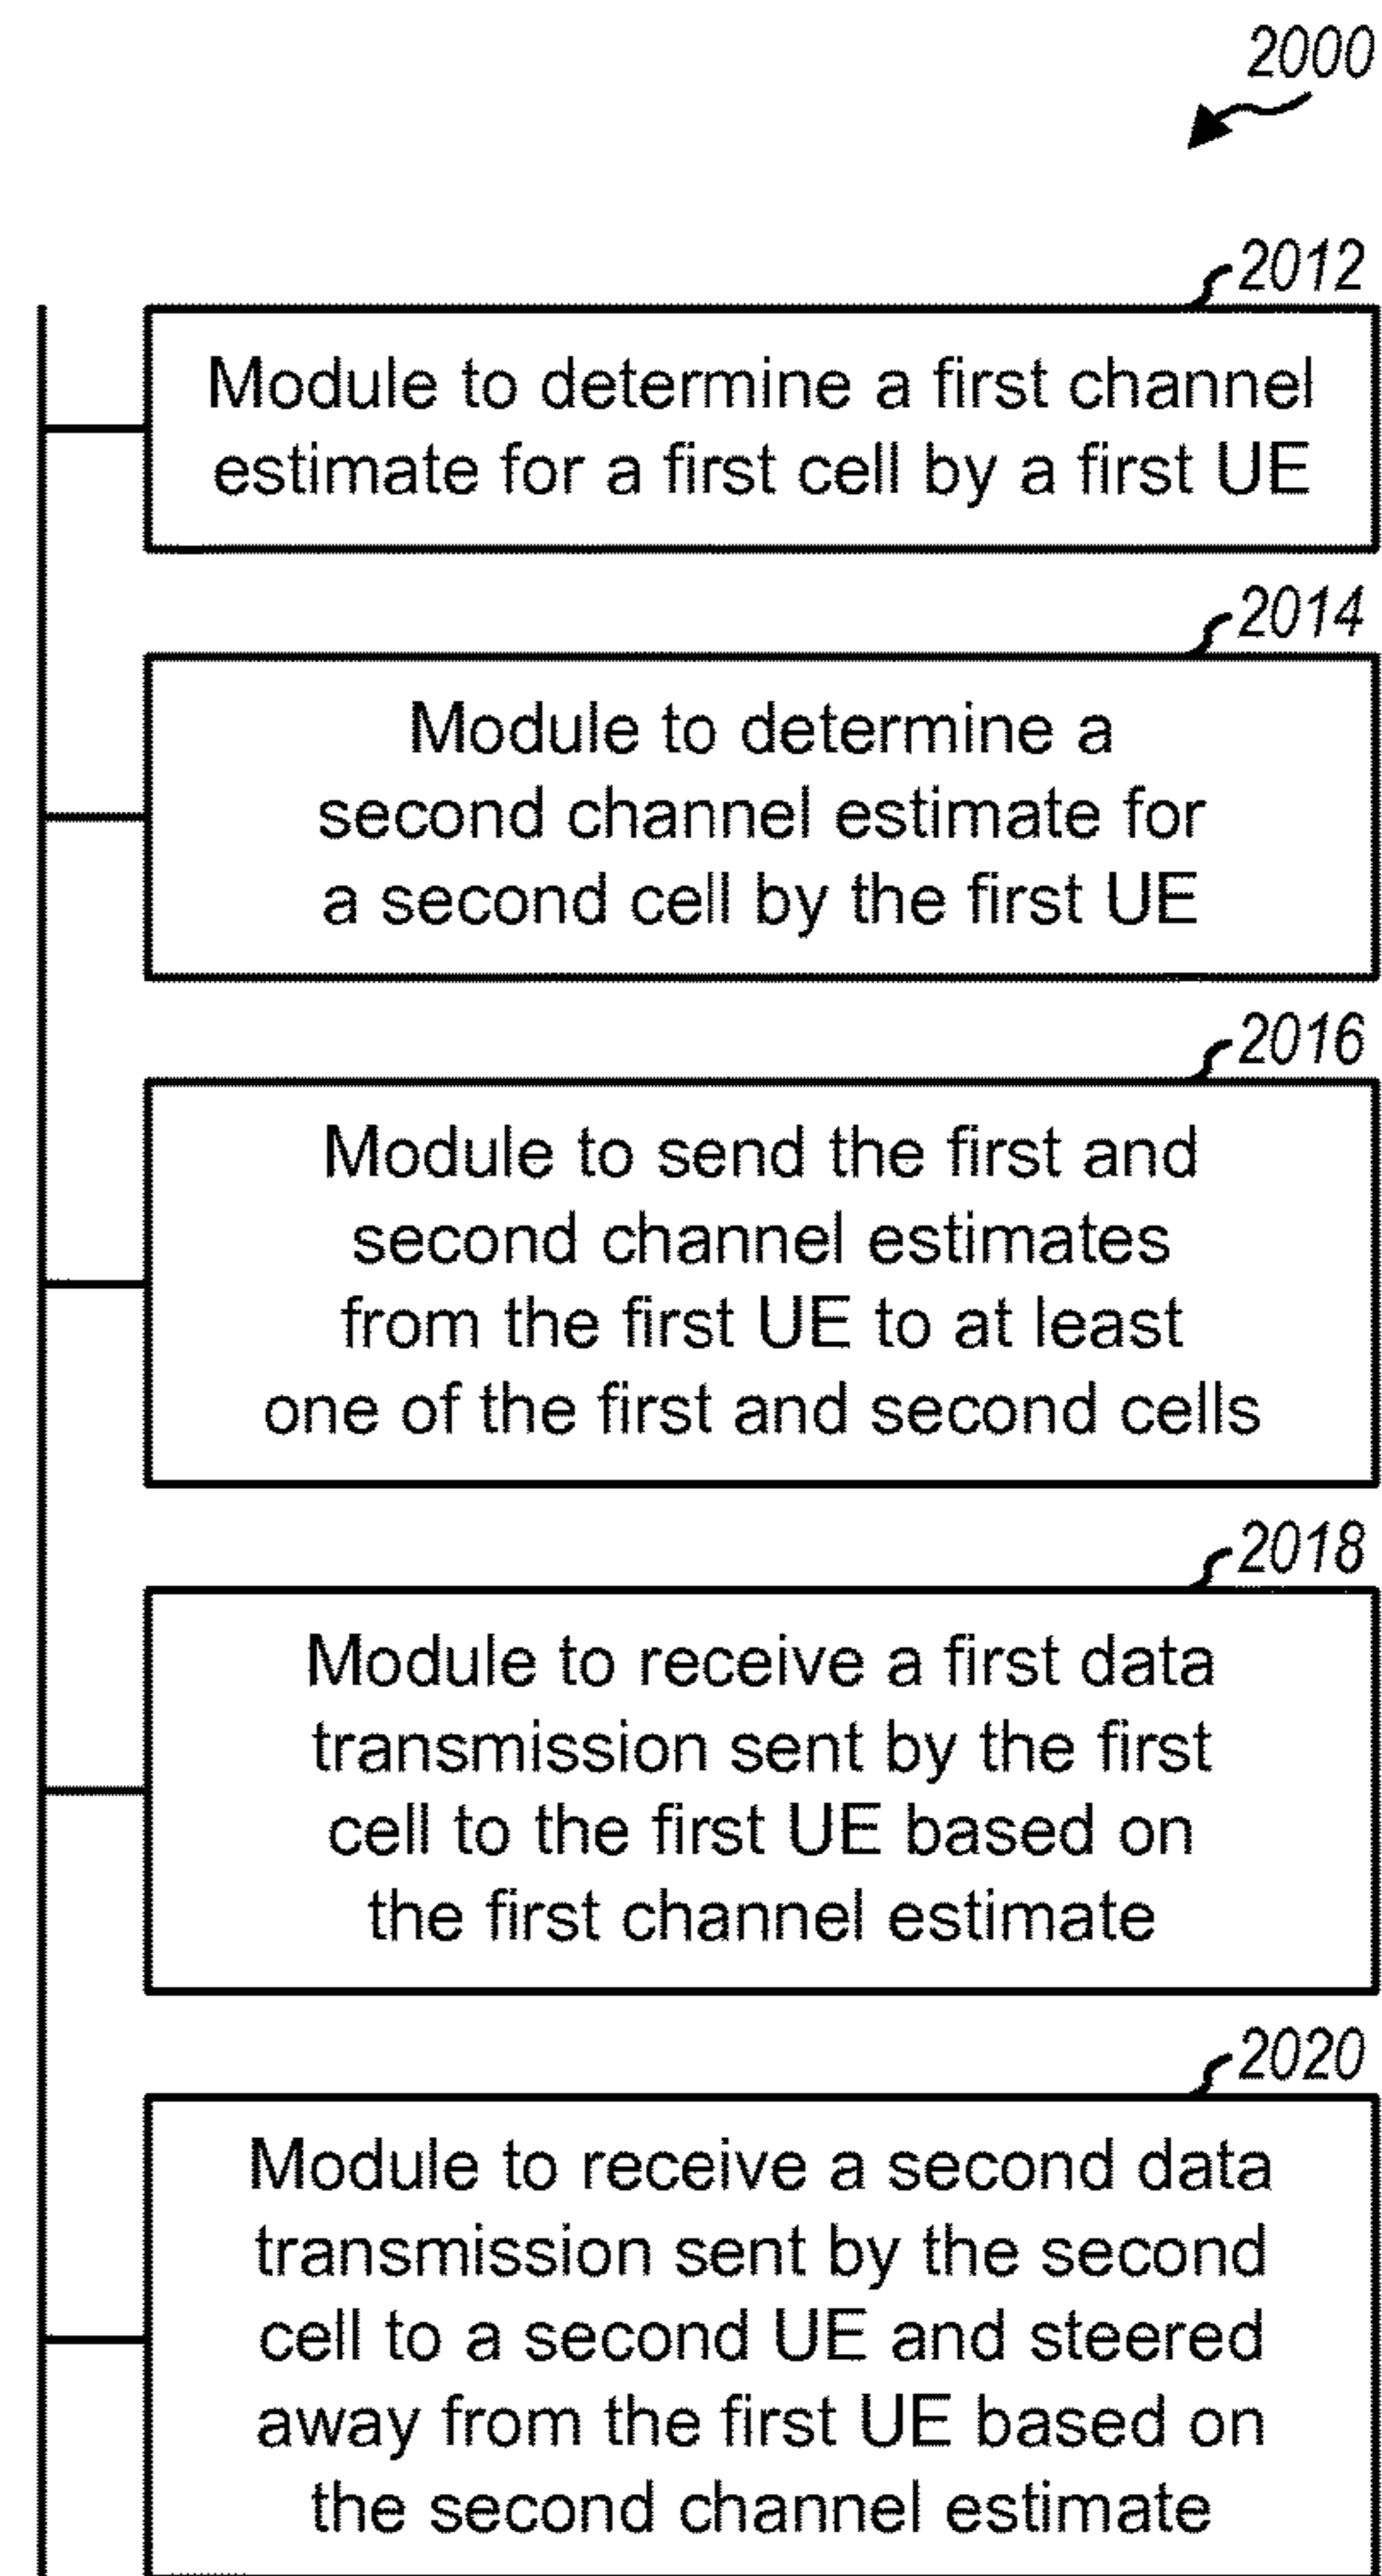 2000
2012
Module to determine a first channel
estimate for a first cell by a first UE
2014
Module to determine a
second channel estimate for
a second cell by the first UE
2016
Module to send the first and
second channel estimates
from the first UE to at least
one of the first and second cells
2018
Module to receive a first data
transmission sent by the first
cell to the first UE based on
the first channel estimate
2020
Module to receive a second data
transmission sent by the second
cell to a second UE and steered
away from the first UE based on
the second channel estimate